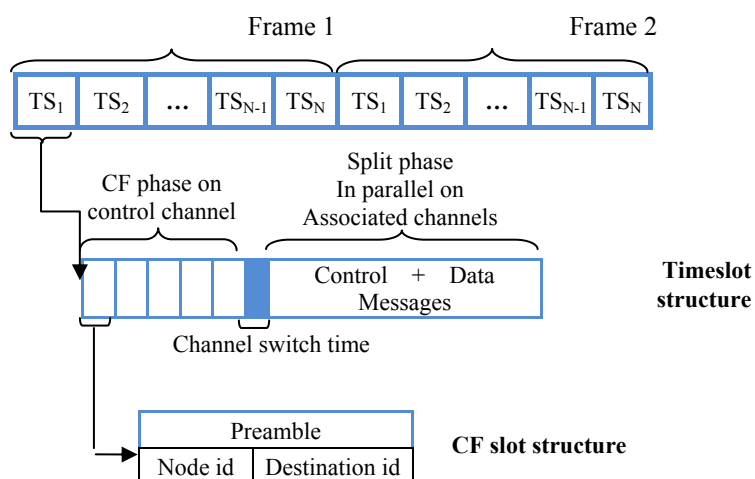 Frame 1 Frame 2
TS1 TS2 ... TSN-1 TSN TS1 TS2 ... TSN-1 TSN
CF phase on
control channel
Split phase
In parallel on
Associated channels
Control + Data
Messages
Timeslot
structure
Channel switch time
Preamble
Node id Destination id
CF slot structure